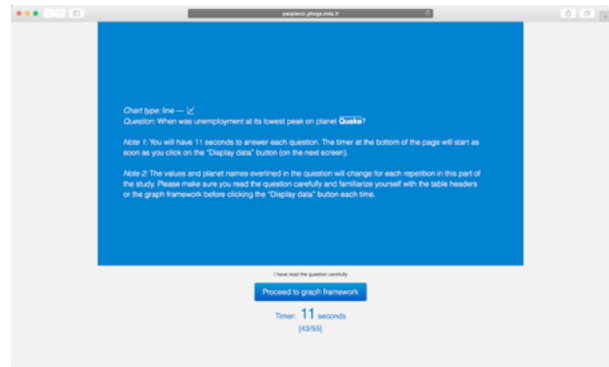 peopleviz.gforge.inria.fr
Chart type: line —
Question: When was unemployment at its lowest peak on planet Quake?
Note 1: You will have 11 seconds to answer each question. The timer at the bottom of the page will start as
soon as you click on the "Display data" button (on the next screen).
Note 2: The values and planet names overlined in the question will change for each repetition in this part of
the study. Please make sure you read the question carefully and familiarize yourself with the table headers
or the graph framework before clicking the "Display data" button each time.
I have read the question carefully
Proceed to graph framework
Timer: 11 seconds
[43/55]